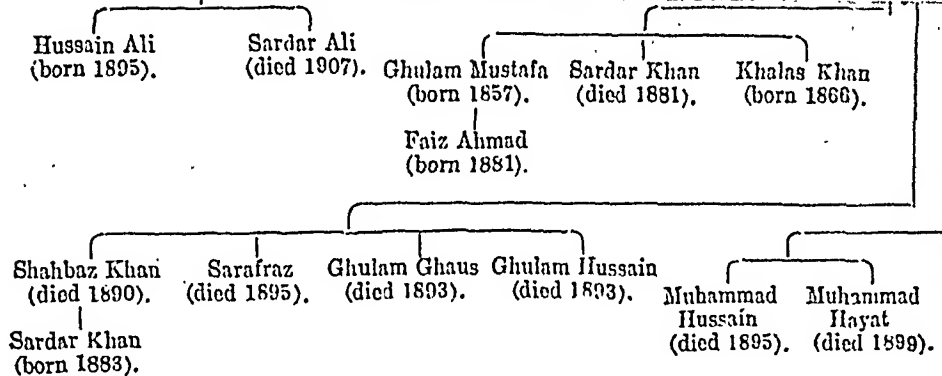 Hussain Ali
(born 1895).
Sardar Ali
(died 1907).
Ghulam Mustafa
(born 1857).
Sardar Khan
(died 1881).
Khalas Khan
(born 1866).
Faiz Ahmad
(born 1881).
Shahbaz Khan
(died 1890).
Sarafraz
(died 1895).
Ghulam Ghaus
(died 1893).
Ghulam Hussain
(died 1893).
Muhammad
Hussain
(died 1895).
Muhammad
Hayat
(died 1899).
Sardar Khan
(born 1883).